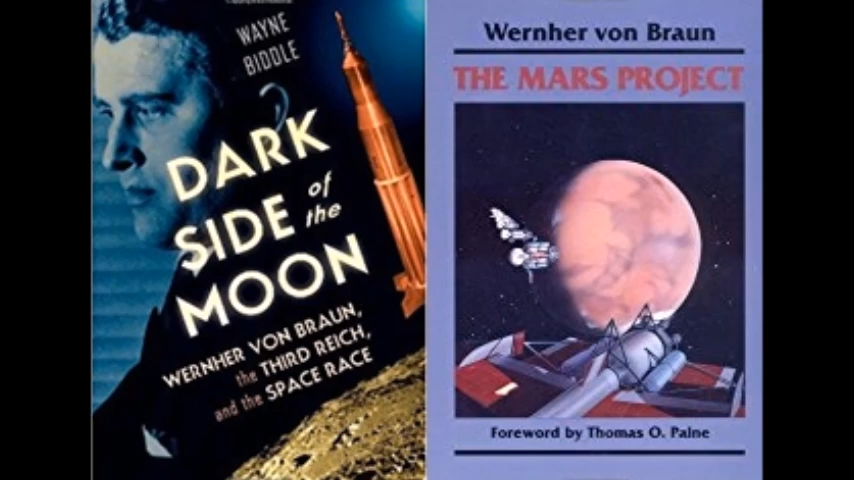 WAYNE
BIDDLE
DARK
SIDE of
the
MOON
WERNHER VON BRAUN,
the THIRD REICH,
and the SPACE RACE
Wernher von Braun
THE MARS PROJECT
Foreword by Thomas O. Paine